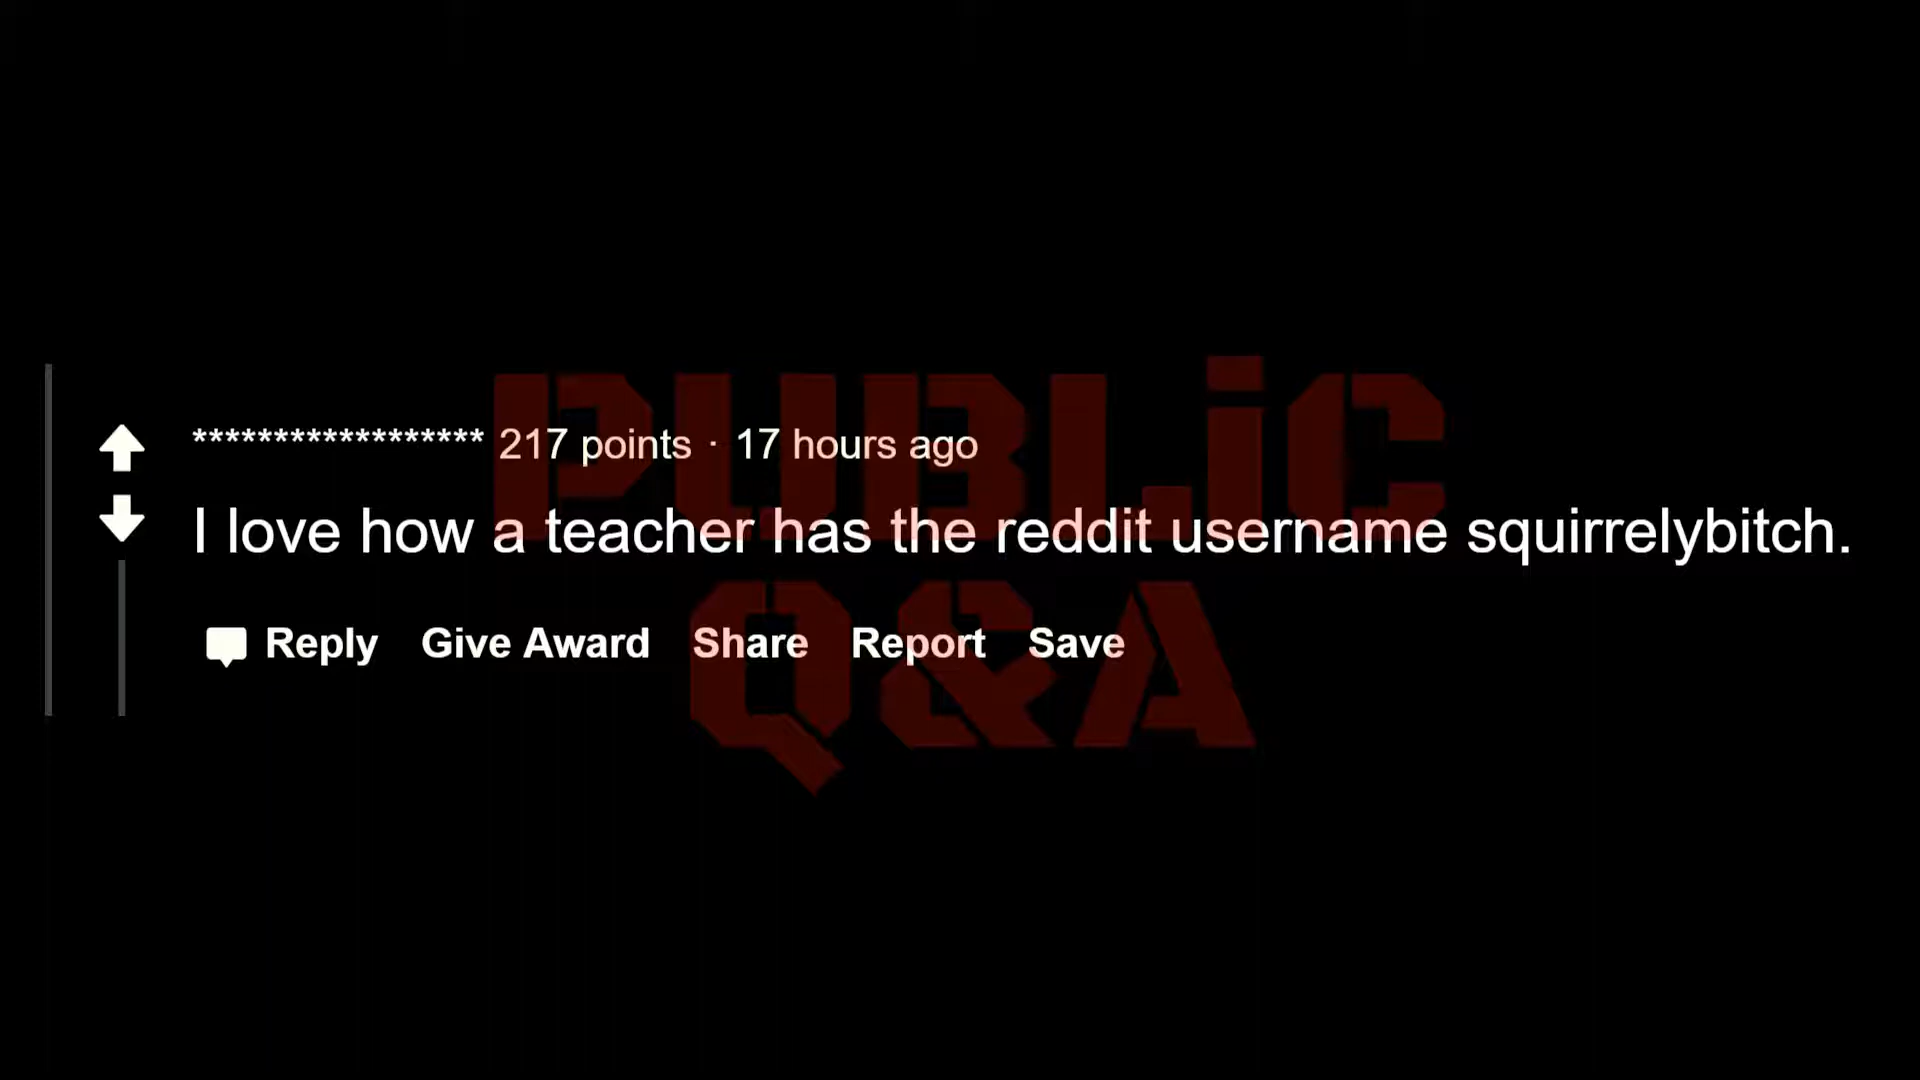 PUBLiC
****************** 217 points · 17 hours ago
I love how a teacher has the reddit username squirrelybitch.
Q&A
Reply Give Award Share Report Save